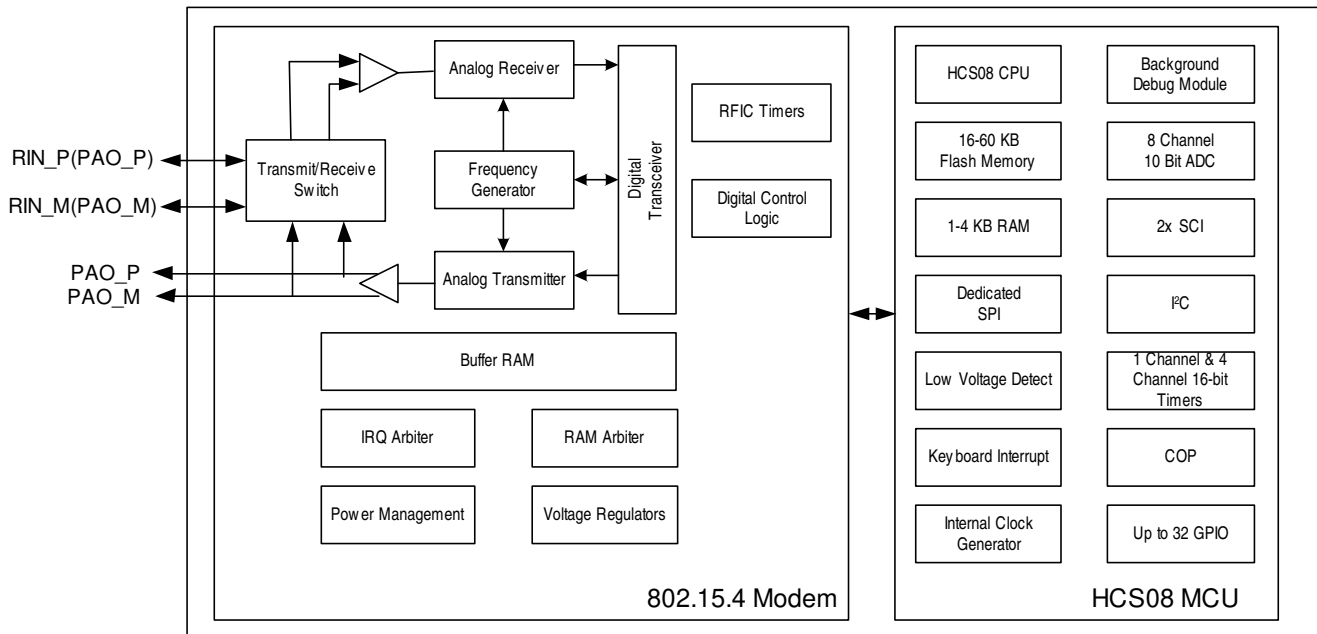 RIN_P(PAO_P)
RIN_M(PAO_M)
PAO_P
PAO_M
Transmit/Receive
Switch
Analog Receiver
Frequency
Generator
Analog Transmitter
Digital
Transceiver
RFIC Timers
Digital Control
Logic
Buffer RAM
IRQ Arbiter
RAM Arbiter
Power Management
Voltage Regulators
802.15.4 Modem
HCS08 CPU
Background
Debug Module
16-60 KB
Flash Memory
8 Channel
10 Bit ADC
1-4 KB RAM
2x SCI
Dedicated
SPI
I²C
Low Voltage Detect
1 Channel & 4
Channel 16-bit
Timers
Keyboard Interrupt
COP
Internal Clock
Generator
Up to 32 GPIO
HCS08 MCU